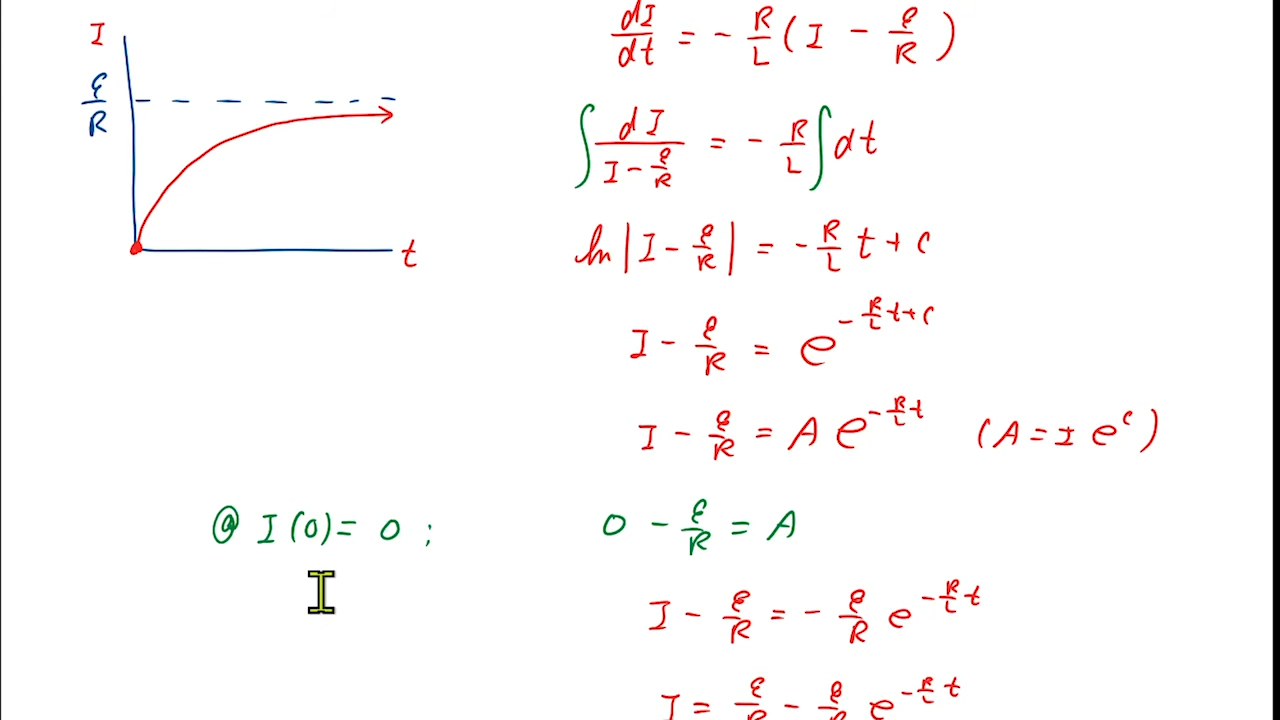 I
ε/R
t
dI/dt = - R/L ( I - ε/R )
∫ dI/(I - ε/R) = - R/L ∫ dt
ln | I - ε/R | = - R/L t + C
I - ε/R = e^(- R/L t + C)
I - ε/R = A e^(- R/L t) ( A = ± e^C )
@ I (0) = 0 ; 0 - ε/R = A
I - ε/R = - ε/R e^(- R/L t)
I = ε/R - ε/R e^(- R/L t)